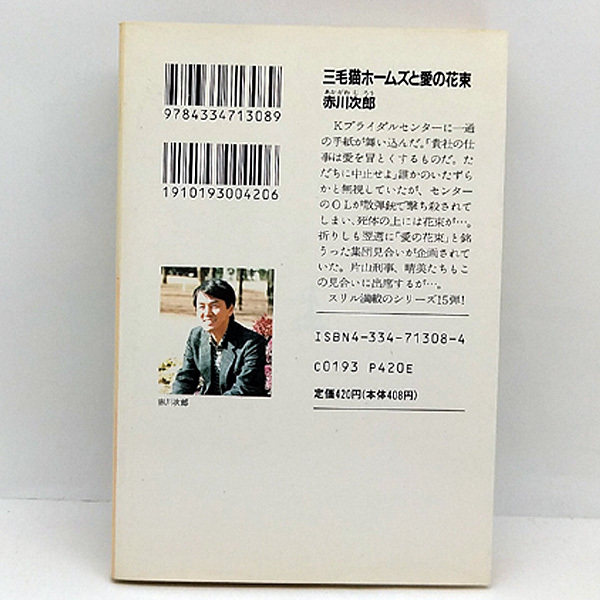 9784334713089
1910193004206
三毛猫ホームズと愛の花束
あかがわ じろう
赤川次郎
Kブライダルセンターに一通
の手紙が舞い込んだ。「貴社の仕
事は愛を冒とくするものだ。た
だちに中止せよ」誰かのいたずら
かと無視していたが、センター
のOLが散弾銃で撃ち殺されて
しまい、死体の上には花束が…。
折りしも翌週に「愛の花束」と銘
うった集団見合いが企画されて
いた。片山刑事、晴美たちもこ
の見合いに出席するが…。
スリル満載のシリーズ15弾!
ISBN4-334-71308-4
C0193 P420E
定価420円(本体408円)
赤川次郎